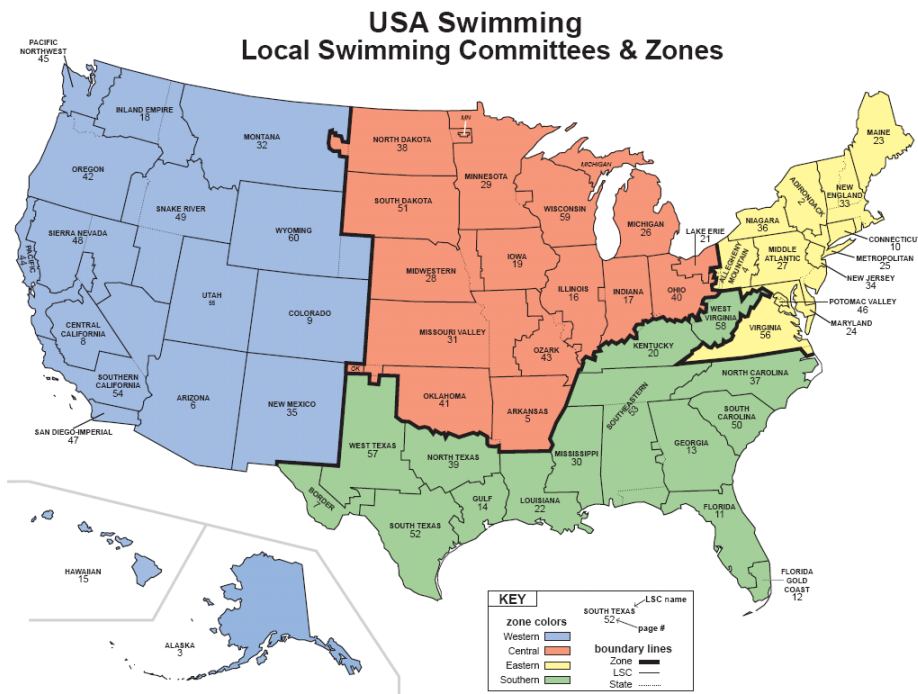 USA Swimming
Local Swimming Committees & Zones
PACIFIC
NORTHWEST
45
INLAND EMPIRE
18
MONTANA
32
OREGON
42
SNAKE RIVER
49
WYOMING
60
SIERRA NEVADA
48
PACIFIC
44
UTAH
COLORADO
9
CENTRAL
CALIFORNIA
8
SOUTHERN
CALIFORNIA
54
SAN DIEGO-IMPERIAL
47
ARIZONA
6
NEW MEXICO
35
NORTH DAKOTA
38
MN
MINNESOTA
29
SOUTH DAKOTA
51
MICHIGAN
WISCONSIN
59
MICHIGAN
26
LAKE ERIE
21
MIDWESTERN
28
IOWA
19
ILLINOIS
16
INDIANA
17
OHIO
40
MISSOURI VALLEY
31
OZARK
43
OK
OKLAHOMA
41
ARKANSAS
5
MAINE
23
ADIRONDACK
2
NEW
ENGLAND
33
NIAGARA
36
CONNECTICU
10
METROPOLITAN
25
ALLEGHENY
MOUNTAIN
4
MIDDLE
ATLANTIC
27
NEW JERSEY
34
POTOMAC VALLEY
46
MARYLAND
24
WEST
VIRGINIA
58
VIRGINIA
56
KENTUCKY
20
NORTH CAROLINA
37
SOUTHEASTERN
53
SOUTH
CAROLINA
50
WEST TEXAS
57
NORTH TEXAS
39
MISSISSIPPI
30
GEORGIA
13
BORDER
7
SOUTH TEXAS
52
GULF
14
LOUISIANA
22
FLORIDA
11
FLORIDA
GOLD
COAST
12
HAWAIIAN
15
ALASKA
3
KEY
SOUTH TEXAS
52
LSC name
page #
zone colors
Western
Central
Eastern
Southern
boundary lines
Zone
LSC
State